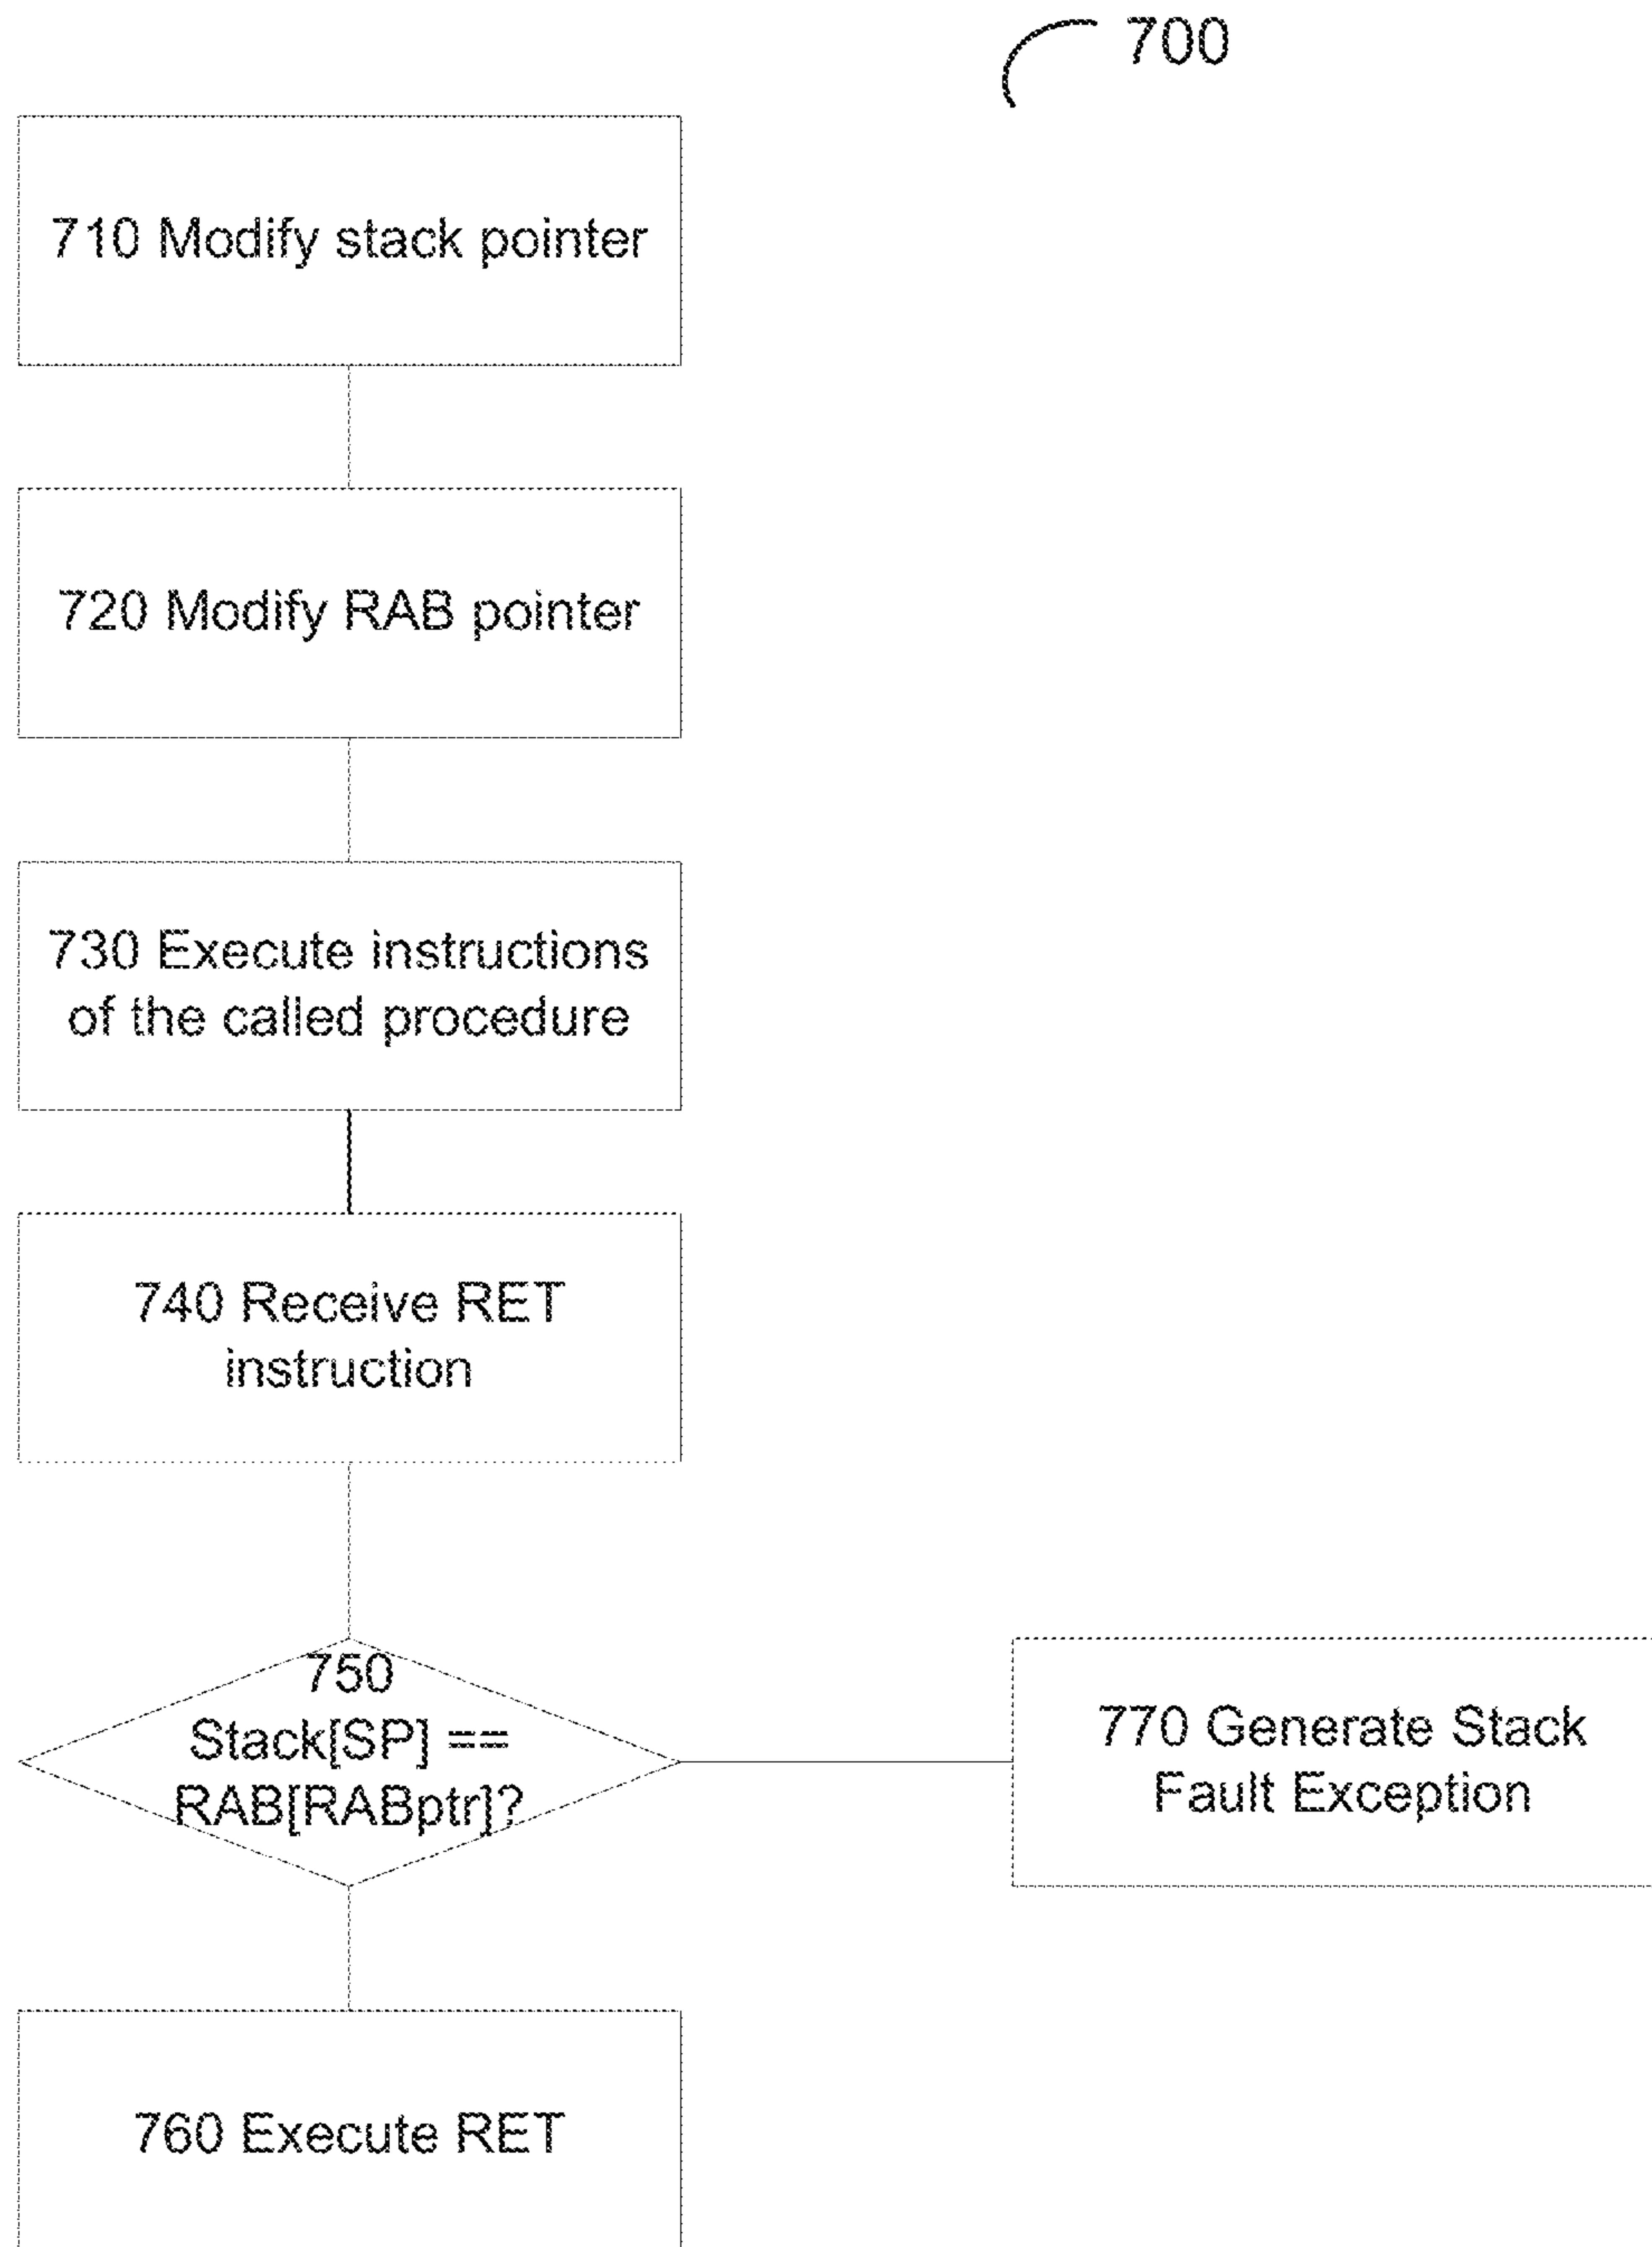 700
710 Modify stack pointer
720 Modify RAB pointer
730 Execute instructions
of the called procedure
740 Receive RET
instruction
750
Stack[SP] ==
RAB[RABptr]?
770 Generate Stack
Fault Exception
760 Execute RET